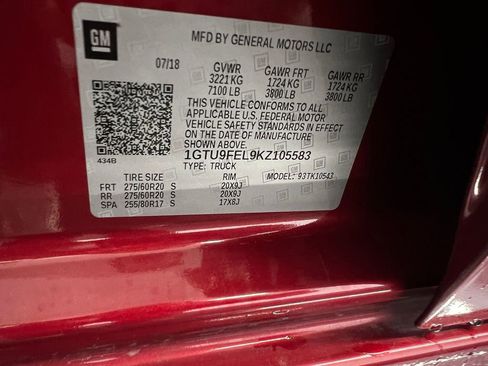 GM
MFD BY GENERAL MOTORS LLC
07/18 GVWR GAWR FRT GAWR RR
3221 KG 1724 KG 1724 KG
7100 LB 3800 LB 3800 LB
THIS VEHICLE CONFORMS TO ALL
APPLICABLE U.S. FEDERAL MOTOR
VEHICLE SAFETY STANDARDS IN
EFFECT ON THE DATE OF MANUFACTURE
SHOWN ABOVE.
1GTU9FEL9KZ105583
434B TYPE: TRUCK
TIRE SIZE RIM MODEL: 93TK10543
FRT 275/60R20 S 20X9J
RR 275/60R20 S 20X9J
SPA 255/80R17 S 17X8J